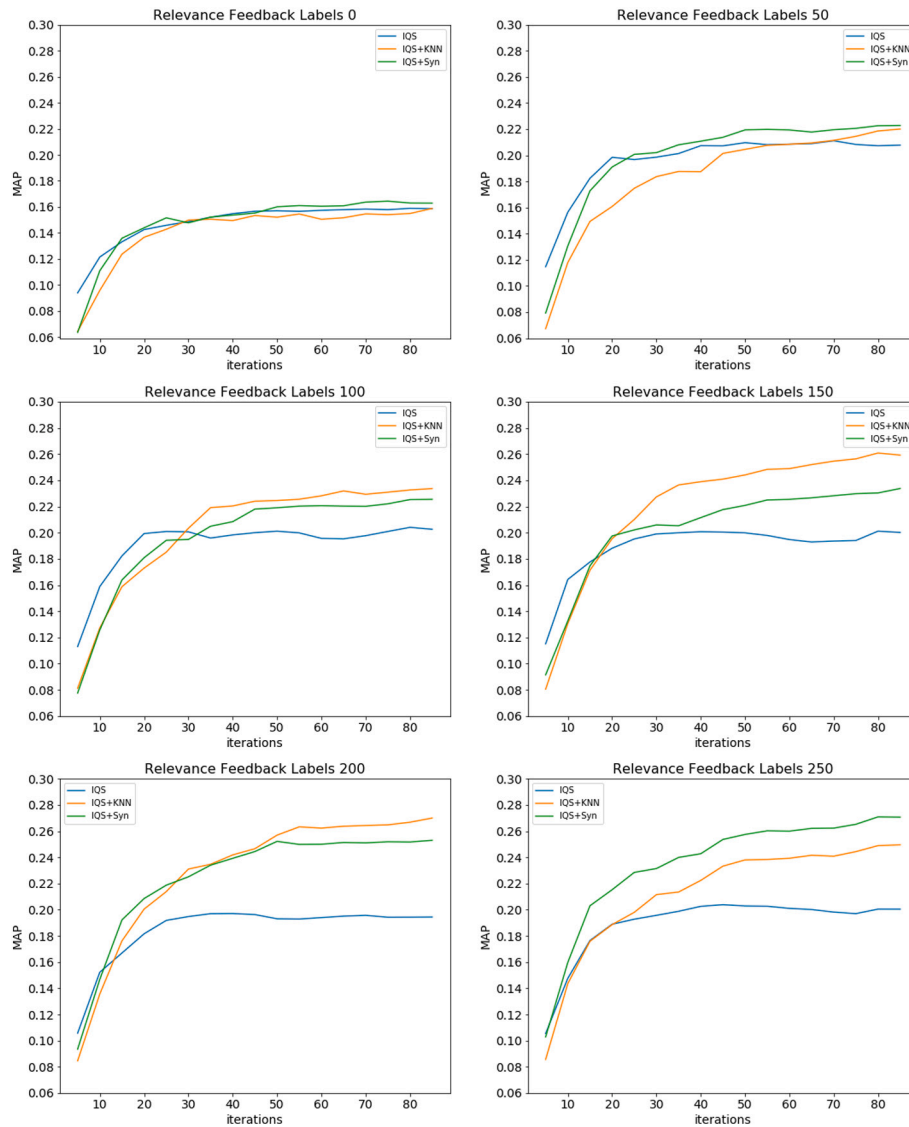 Relevance Feedback Labels 0
0.30
0.28
0.26
0.24
0.22
0.20
0.18
0.16
0.14
0.12
0.10
0.08
0.06
MAP
IQS
IQS+KNN
IQS+Syn
10 20 30 40 50 60 70 80
iterations
Relevance Feedback Labels 50
0.30
0.28
0.26
0.24
0.22
0.20
0.18
0.16
0.14
0.12
0.10
0.08
0.06
MAP
IQS
IQS+KNN
IQS+Syn
10 20 30 40 50 60 70 80
iterations
Relevance Feedback Labels 100
0.30
0.28
0.26
0.24
0.22
0.20
0.18
0.16
0.14
0.12
0.10
0.08
0.06
MAP
IQS
IQS+KNN
IQS+Syn
10 20 30 40 50 60 70 80
iterations
Relevance Feedback Labels 150
0.30
0.28
0.26
0.24
0.22
0.20
0.18
0.16
0.14
0.12
0.10
0.08
0.06
MAP
IQS
IQS+KNN
IQS+Syn
10 20 30 40 50 60 70 80
iterations
Relevance Feedback Labels 200
0.30
0.28
0.26
0.24
0.22
0.20
0.18
0.16
0.14
0.12
0.10
0.08
0.06
MAP
IQS
IQS+KNN
IQS+Syn
10 20 30 40 50 60 70 80
iterations
Relevance Feedback Labels 250
0.30
0.28
0.26
0.24
0.22
0.20
0.18
0.16
0.14
0.12
0.10
0.08
0.06
MAP
IQS
IQS+KNN
IQS+Syn
10 20 30 40 50 60 70 80
iterations